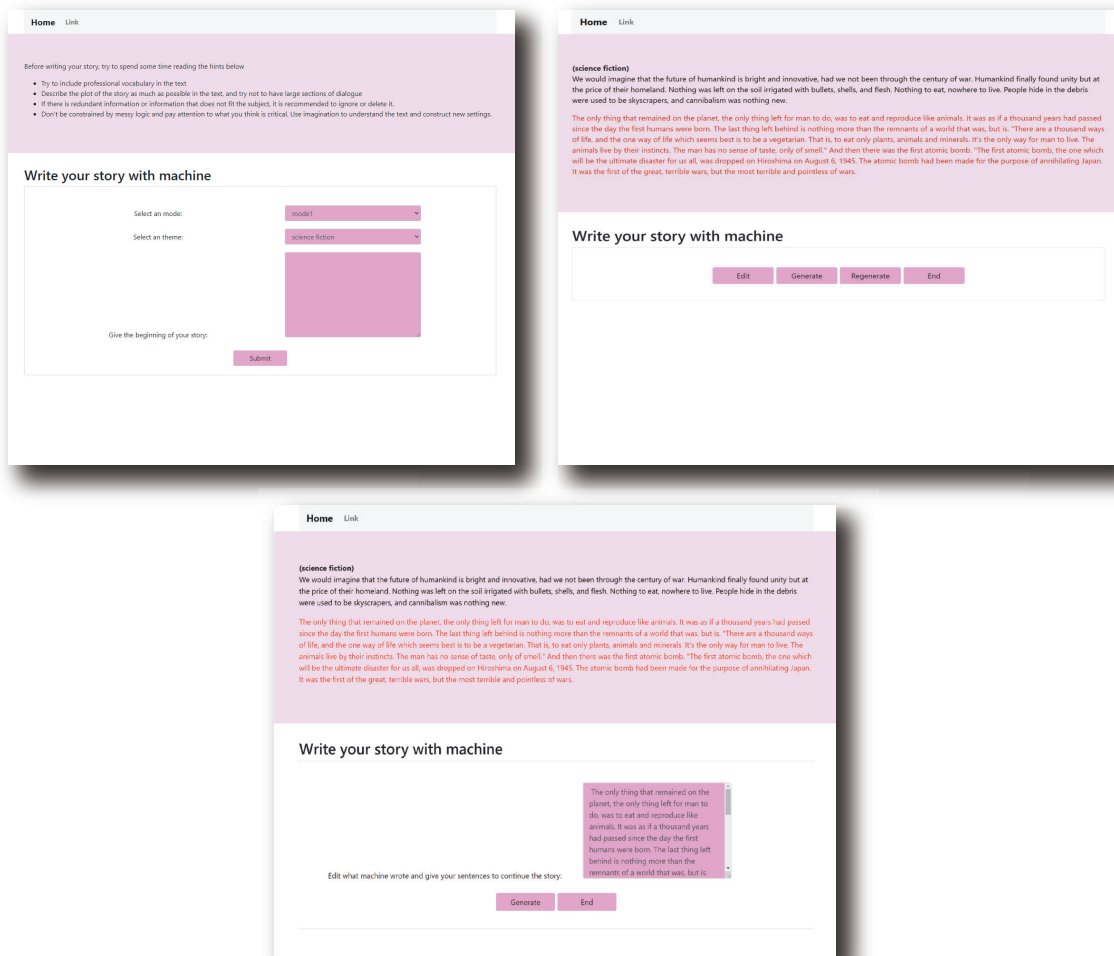 Home Link
Before writing your story, try to spend some time reading the hints below
• Try to include professional vocabulary in the text
• Describe the plot of the story as much as possible in the text, and try not to have large sections of dialogue
• If there is redundant information or information that does not fit the subject, it is recommended to ignore or delete it.
• Don't be constrained by messy logic and pay attention to what you think is critical. Use imagination to understand the text and construct new settings.
Write your story with machine
Select an mode:
mode1
Select an theme:
science fiction
Give the beginning of your story:
Submit
Home Link
(science fiction)
We would imagine that the future of humankind is bright and innovative, had we not been through the century of war. Humankind finally found unity but at
the price of their homeland. Nothing was left on the soil irrigated with bullets, shells, and flesh. Nothing to eat, nowhere to live. People hide in the debris
were used to be skyscrapers, and cannibalism was nothing new.
The only thing that remained on the planet, the only thing left for man to do, was to eat and reproduce like animals. It was as if a thousand years had passed
since the day the first humans were born. The last thing left behind is nothing more than the remnants of a world that was, but is. "There are a thousand ways
of life, and the one way of life which seems best is to be a vegetarian. That is, to eat only plants, animals and minerals. It's the only way for man to live. The
animals live by their instincts. The man has no sense of taste, only of smell." And then there was the first atomic bomb. "The first atomic bomb, the one which
will be the ultimate disaster for us all, was dropped on Hiroshima on August 6, 1945. The atomic bomb had been made for the purpose of annihilating Japan.
It was the first of the great, terrible wars, but the most terrible and pointless of wars.
Write your story with machine
Edit Generate Regenerate End
Home Link
(science fiction)
We would imagine that the future of humankind is bright and innovative, had we not been through the century of war. Humankind finally found unity but at
the price of their homeland. Nothing was left on the soil irrigated with bullets, shells, and flesh. Nothing to eat, nowhere to live. People hide in the debris
were used to be skyscrapers, and cannibalism was nothing new.
The only thing that remained on the planet, the only thing left for man to do, was to eat and reproduce like animals. It was as if a thousand years had passed
since the day the first humans were born. The last thing left behind is nothing more than the remnants of a world that was, but is. "There are a thousand ways
of life, and the one way of life which seems best is to be a vegetarian. That is, to eat only plants, animals and minerals. It's the only way for man to live. The
animals live by their instincts. The man has no sense of taste, only of smell." And then there was the first atomic bomb. "The first atomic bomb, the one which
will be the ultimate disaster for us all, was dropped on Hiroshima on August 6, 1945. The atomic bomb had been made for the purpose of annihilating Japan.
It was the first of the great, terrible wars, but the most terrible and pointless of wars.
Write your story with machine
The only thing that remained on the
planet, the only thing left for man to
do, was to eat and reproduce like
animals. It was as if a thousand years
had passed since the day the first
humans were born. The last thing left
behind is nothing more than the
remnants of a world that was, but is.
Edit what machine wrote and give your sentences to continue the story:
Generate End